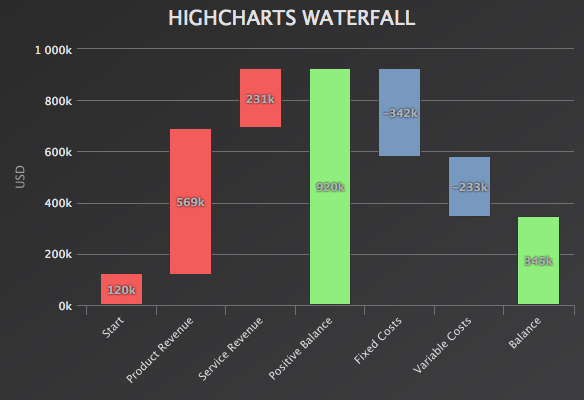 HIGHCHARTS WATERFALL
USD
1 000k
800k
600k
400k
200k
0k
120k
569k
231k
920k
-342k
-233k
345k
Start
Product Revenue
Service Revenue
Positive Balance
Fixed Costs
Variable Costs
Balance